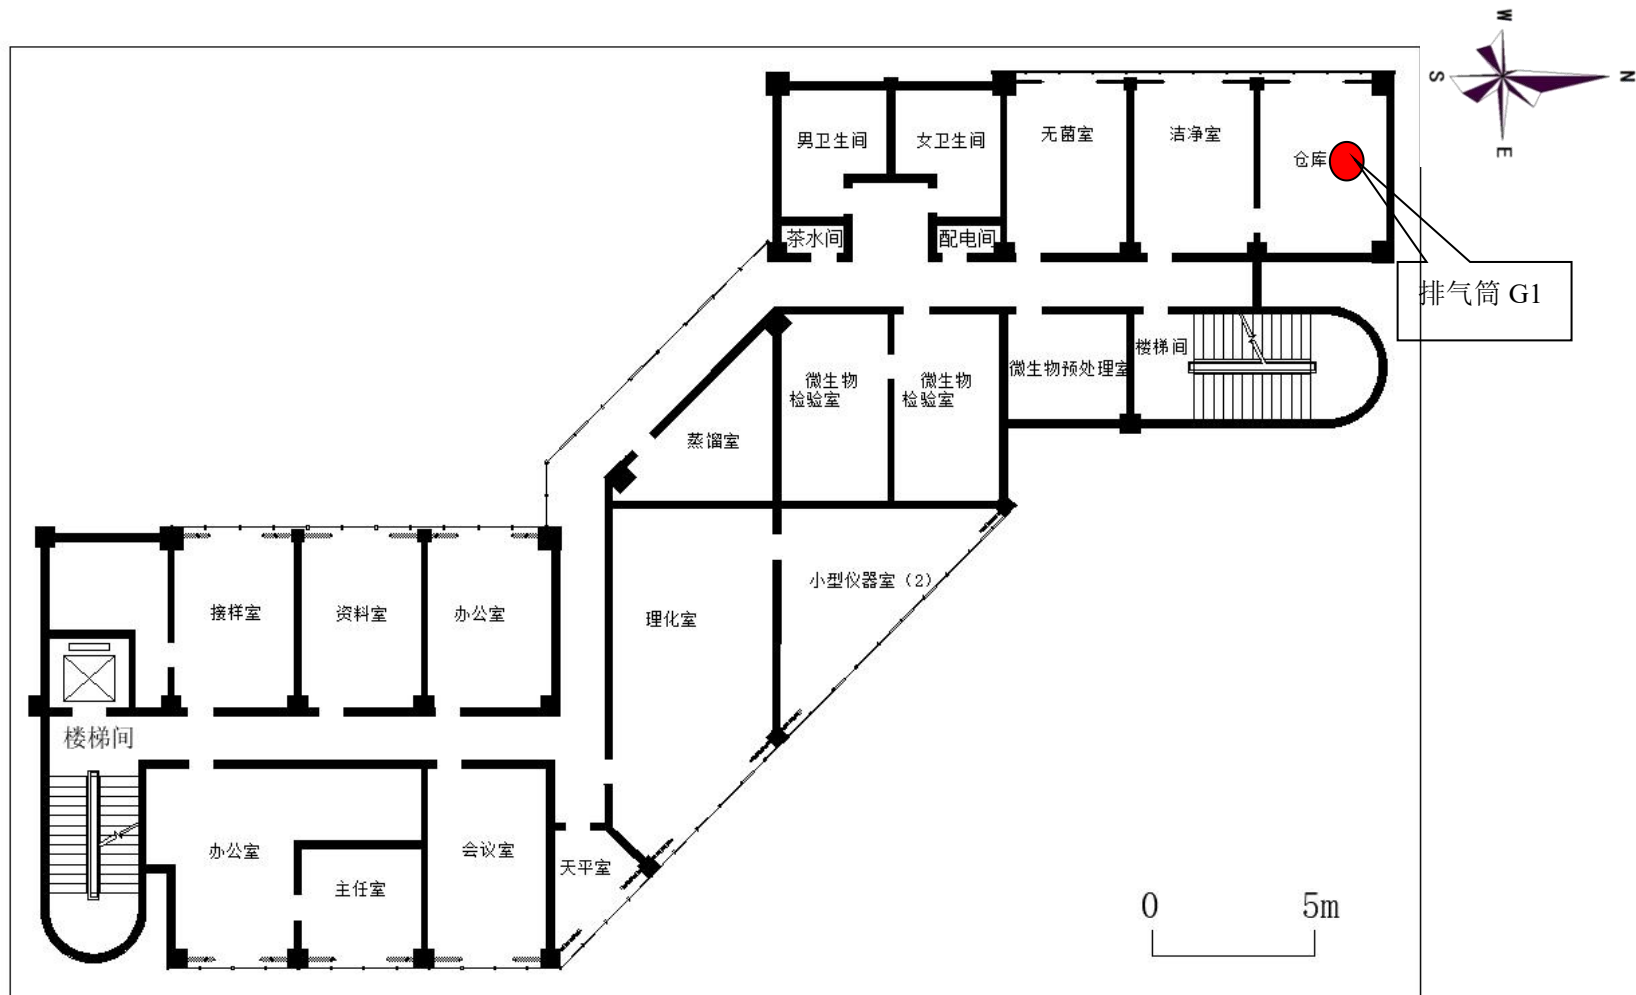 W
S
N
E
男卫生间
女卫生间
无菌室
洁净室
仓库
茶水间
配电间
排气筒 G1
楼梯间
微生物预处理室
微生物
检验室
微生物
检验室
蒸馏室
小型仪器室（2）
理化室
接样室
资料室
办公室
楼梯间
办公室
主任室
会议室
天平室
0
5m